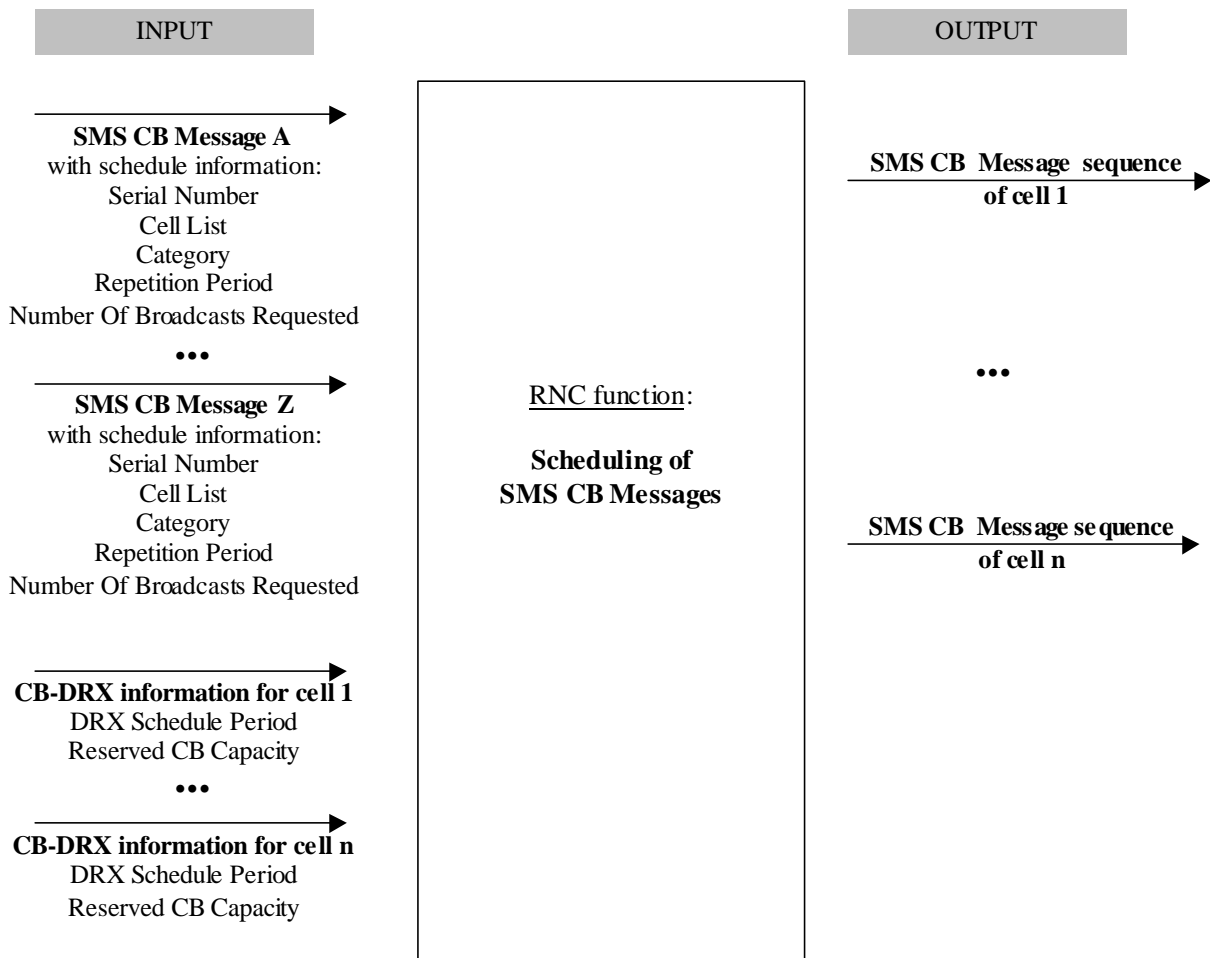 INPUT
SMS CB Message A
with schedule information:
Serial Number
Cell List
Category
Repetition Period
Number Of Broadcasts Requested
•••
SMS CB Message Z
with schedule information:
Serial Number
Cell List
Category
Repetition Period
Number Of Broadcasts Requested
CB-DRX information for cell 1
DRX Schedule Period
Reserved CB Capacity
•••
CB-DRX information for cell n
DRX Schedule Period
Reserved CB Capacity
RNC function:
Scheduling of
SMS CB Messages
OUTPUT
SMS CB Message sequence
of cell 1
•••
SMS CB Message sequence
of cell n